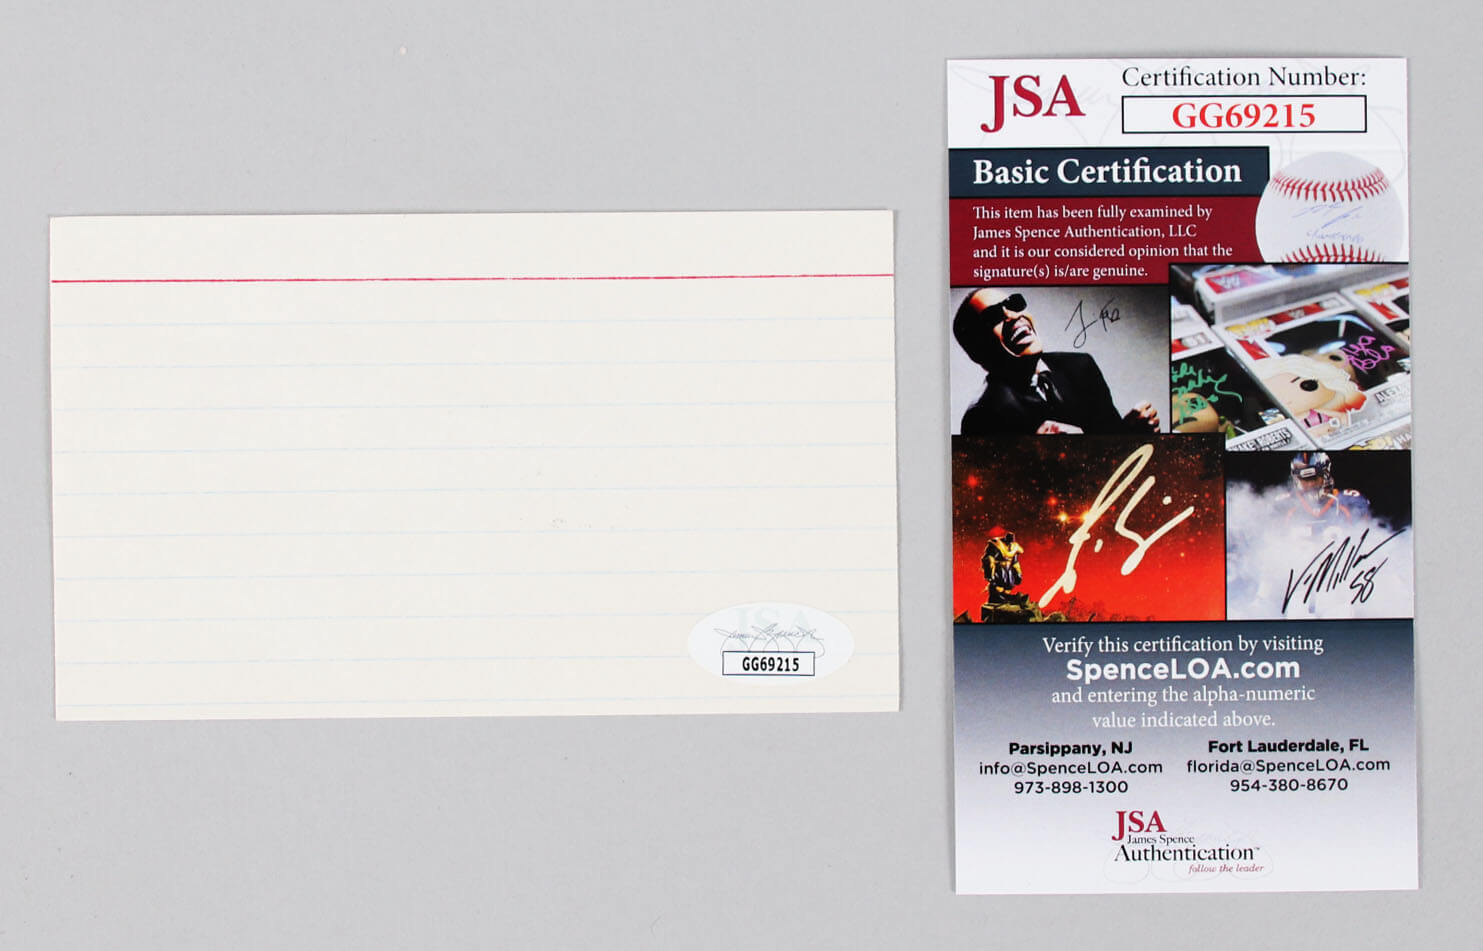 GG69215
JSA
Certification Number:
GG69215
Basic Certification
This item has been fully examined by
James Spence Authentication, LLC
and it is our considered opinion that the
signature(s) is/are genuine.
Verify this certification by visiting
SpenceLOA.com
and entering the alpha-numeric
value indicated above.
Parsippany, NJ
info@SpenceLOA.com
973-898-1300
Fort Lauderdale, FL
florida@SpenceLOA.com
954-380-8670
JSA
James Spence
Authentication™
follow the leader